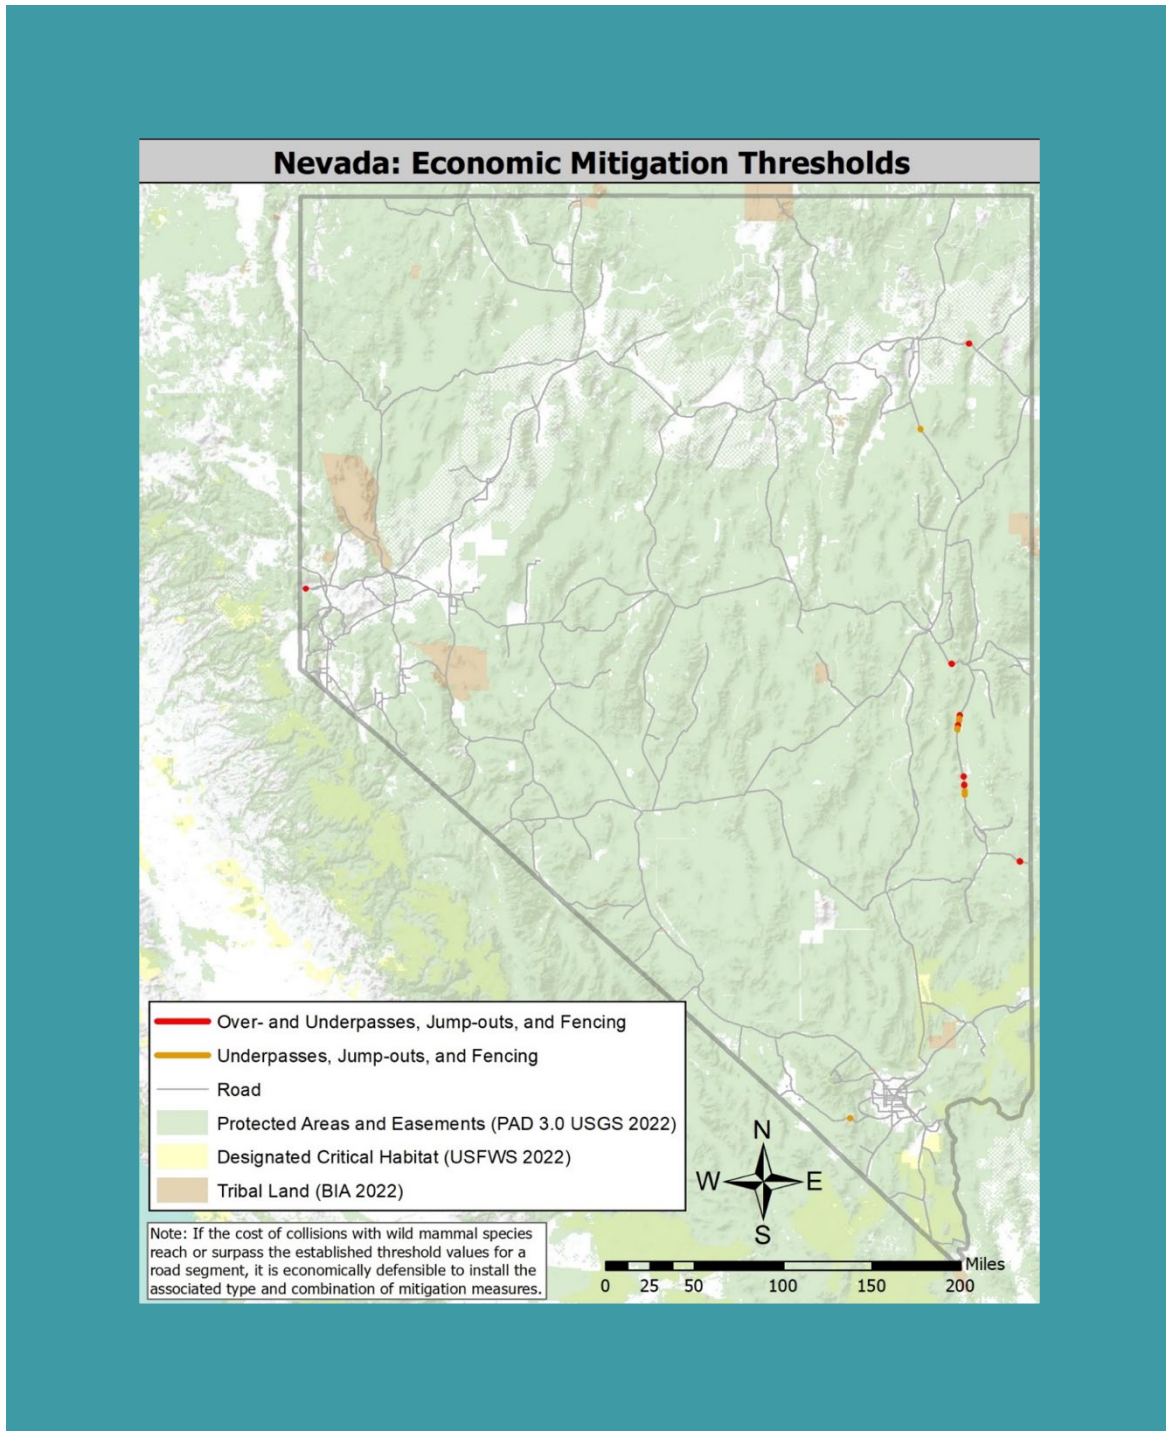 Nevada: Economic Mitigation Thresholds
Over- and Underpasses, Jump-outs, and Fencing
Underpasses, Jump-outs, and Fencing
Road
Protected Areas and Easements (PAD 3.0 USGS 2022)
Designated Critical Habitat (USFWS 2022)
Tribal Land (BIA 2022)
N
W E
S
Note: If the cost of collisions with wild mammal species
reach or surpass the established threshold values for a
road segment, it is economically defensible to install the
associated type and combination of mitigation measures.
Miles
0 25 50 100 150 200